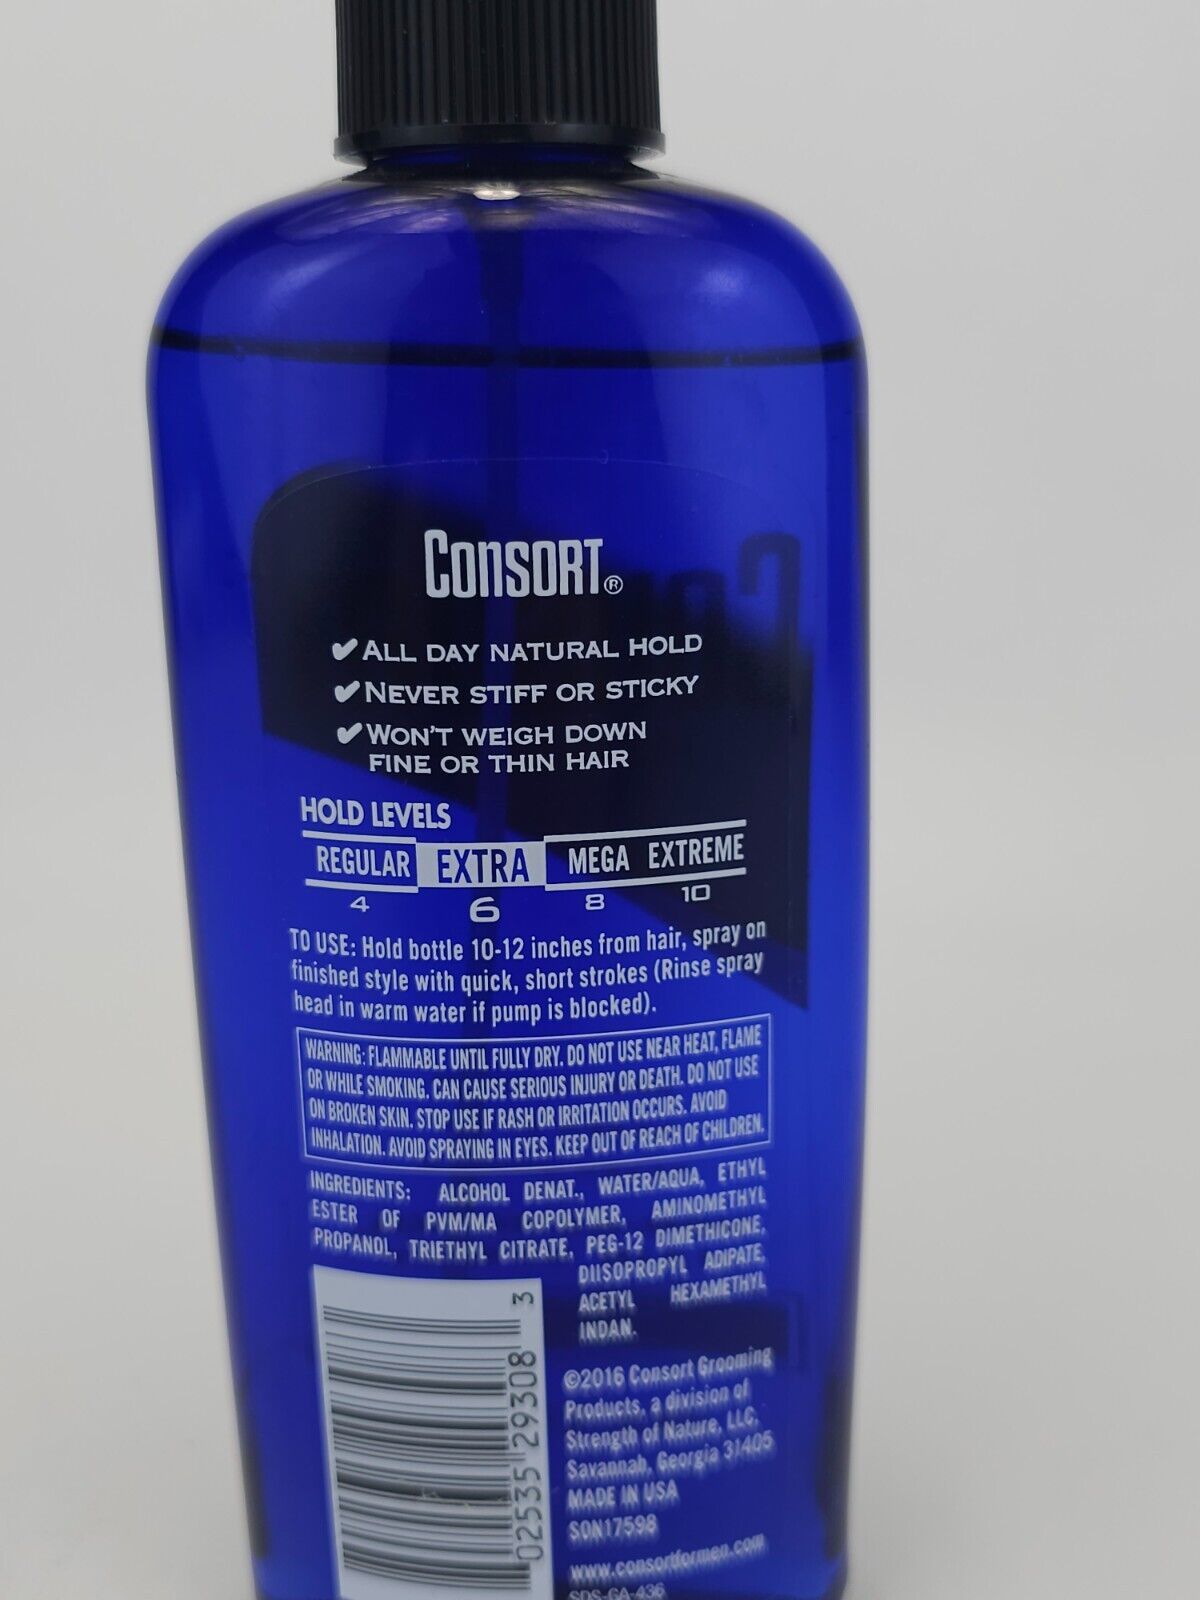 CONSORT®
✔ALL DAY NATURAL HOLD
✔NEVER STIFF OR STICKY
✔WON'T WEIGH DOWN
FINE OR THIN HAIR
HOLD LEVELS
REGULAR EXTRA MEGA EXTREME
4 6 8 10
TO USE: Hold bottle 10-12 inches from hair, spray on
finished style with quick, short strokes (Rinse spray
head in warm water if pump is blocked).
WARNING: FLAMMABLE UNTIL FULLY DRY. DO NOT USE NEAR HEAT, FLAME
OR WHILE SMOKING. CAN CAUSE SERIOUS INJURY OR DEATH. DO NOT USE
ON BROKEN SKIN. STOP USE IF RASH OR IRRITATION OCCURS. AVOID
INHALATION. AVOID SPRAYING IN EYES. KEEP OUT OF REACH OF CHILDREN.
INGREDIENTS: ALCOHOL DENAT., WATER/AQUA, ETHYL
ESTER OF PVM/MA COPOLYMER, AMINOMETHYL
PROPANOL, TRIETHYL CITRATE, PEG-12 DIMETHICONE,
DIISOPROPYL ADIPATE,
ACETYL HEXAMETHYL
INDAN.
0 25355 29308 3
©2016 Consort Grooming
Products, a division of
Strength of Nature, LLC.
Savannah, Georgia 31405
MADE IN USA
SON17598
www.consortformen.com
SDS-GA-436